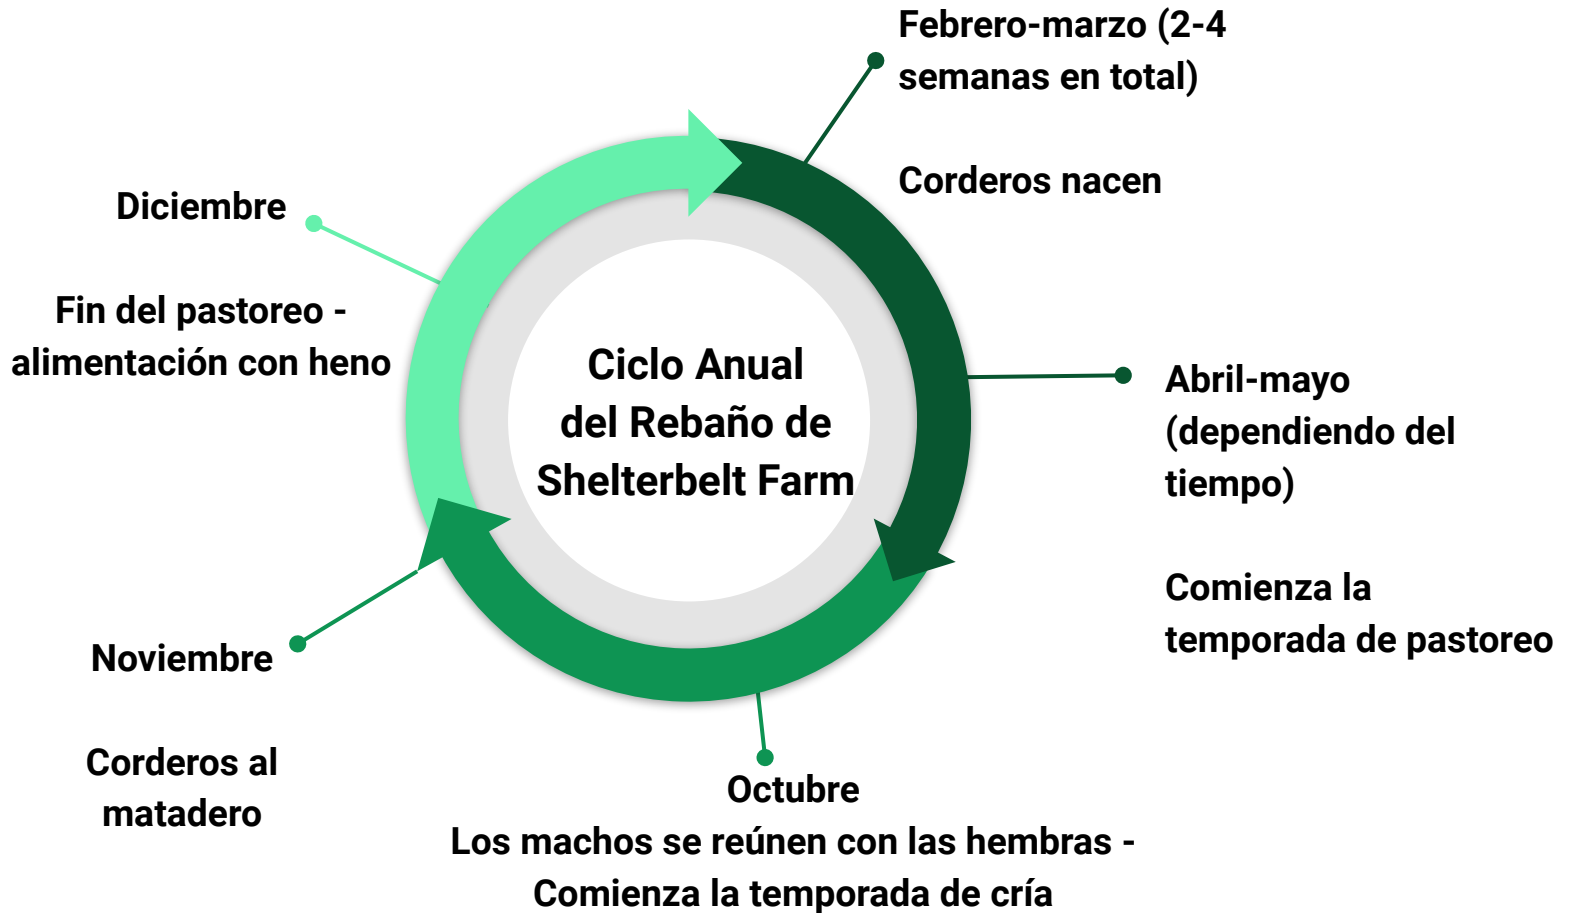 Ciclo Anual
del Rebaño de
Shelterbelt Farm
Febrero-marzo (2-4
semanas en total)
Corderos nacen
Abril-mayo
(dependiendo del
tiempo)
Comienza la
temporada de pastoreo
Octubre
Los machos se reúnen con las hembras -
Comienza la temporada de cría
Noviembre
Corderos al
matadero
Diciembre
Fin del pastoreo -
alimentación con heno